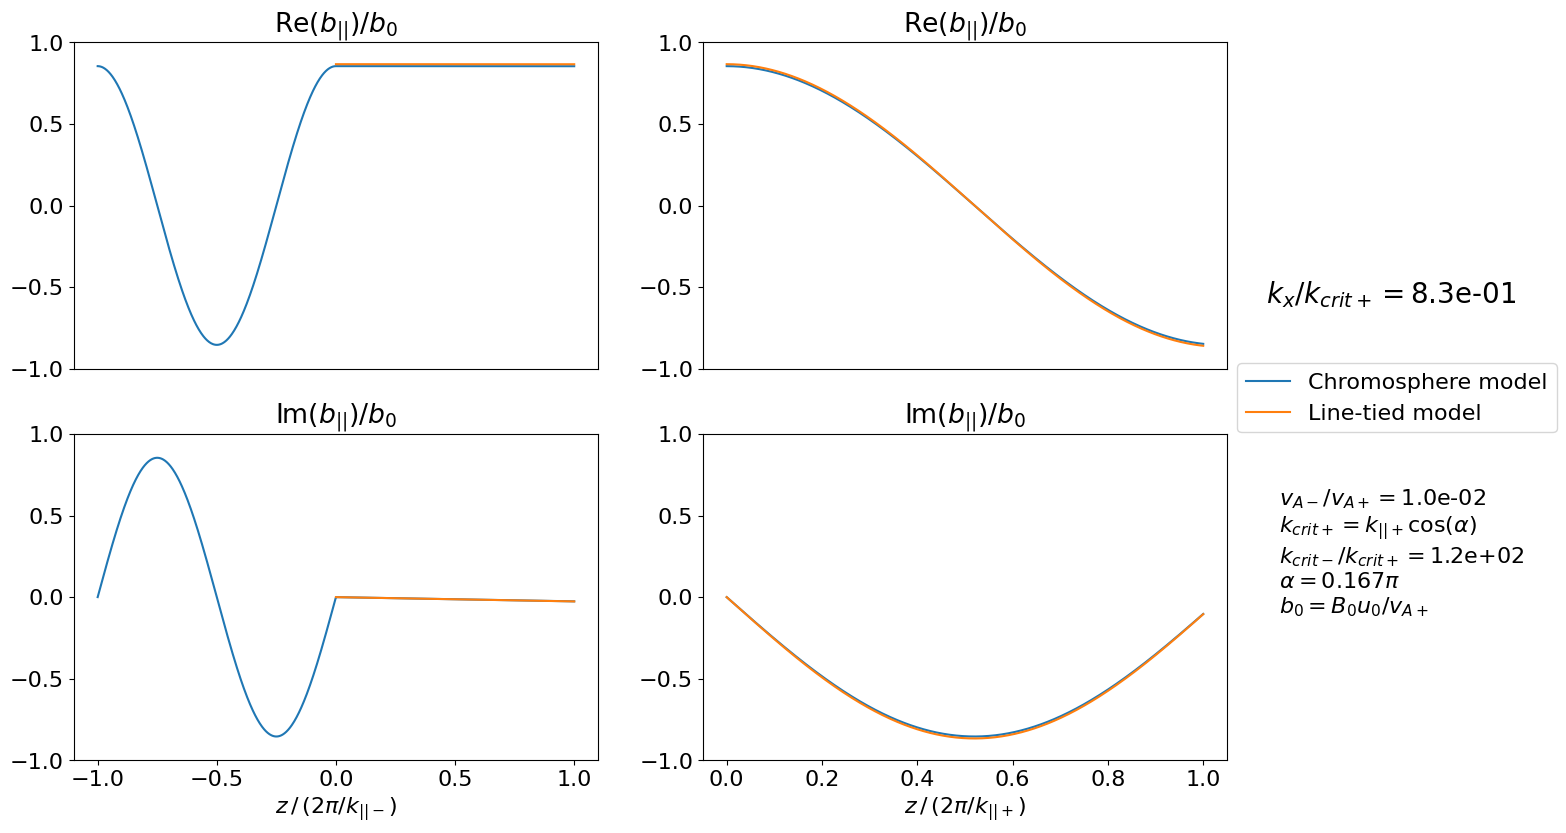 Re(b_{||})/b_0
1.0
0.5
0.0
−0.5
−1.0
Re(b_{||})/b_0
1.0
0.5
0.0
−0.5
−1.0
Im(b_{||})/b_0
1.0
0.5
0.0
−0.5
−1.0
−1.0 −0.5 0.0 0.5 1.0
z / (2π/k_{||−})
Im(b_{||})/b_0
1.0
0.5
0.0
−0.5
−1.0
0.0 0.2 0.4 0.6 0.8 1.0
z / (2π/k_{||+})
k_x/k_{crit+} = 8.3e-01
Chromosphere model
Line-tied model
v_{A−}/v_{A+} = 1.0e-02
k_{crit+} = k_{||+} cos(α)
k_{crit−}/k_{crit+} = 1.2e+02
α = 0.167π
b_0 = B_0u_0/v_{A+}